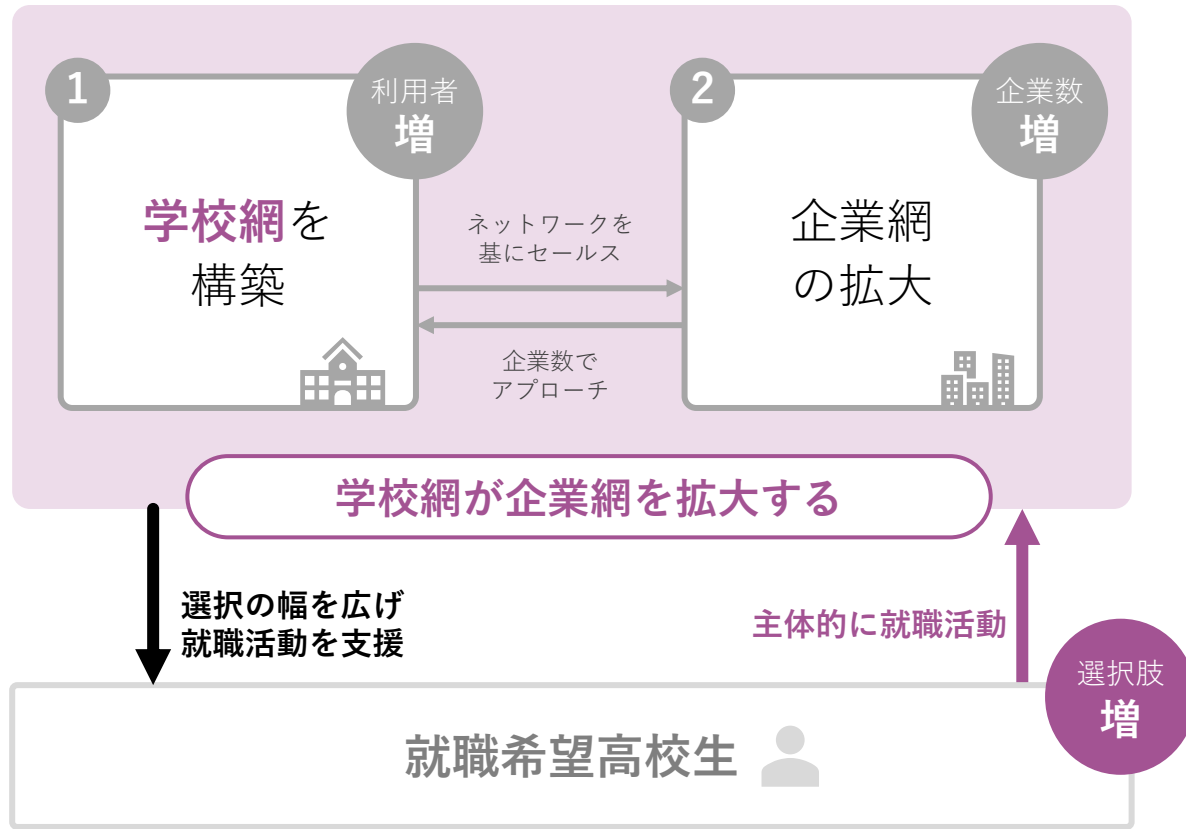 1
利用者
増
学校網を
構築
ネットワークを
基にセールス
企業数で
アプローチ
2
企業数
増
企業網
の拡大
学校網が企業網を拡大する
選択の幅を広げ
就職活動を支援
主体的に就職活動
選択肢
増
就職希望高校生